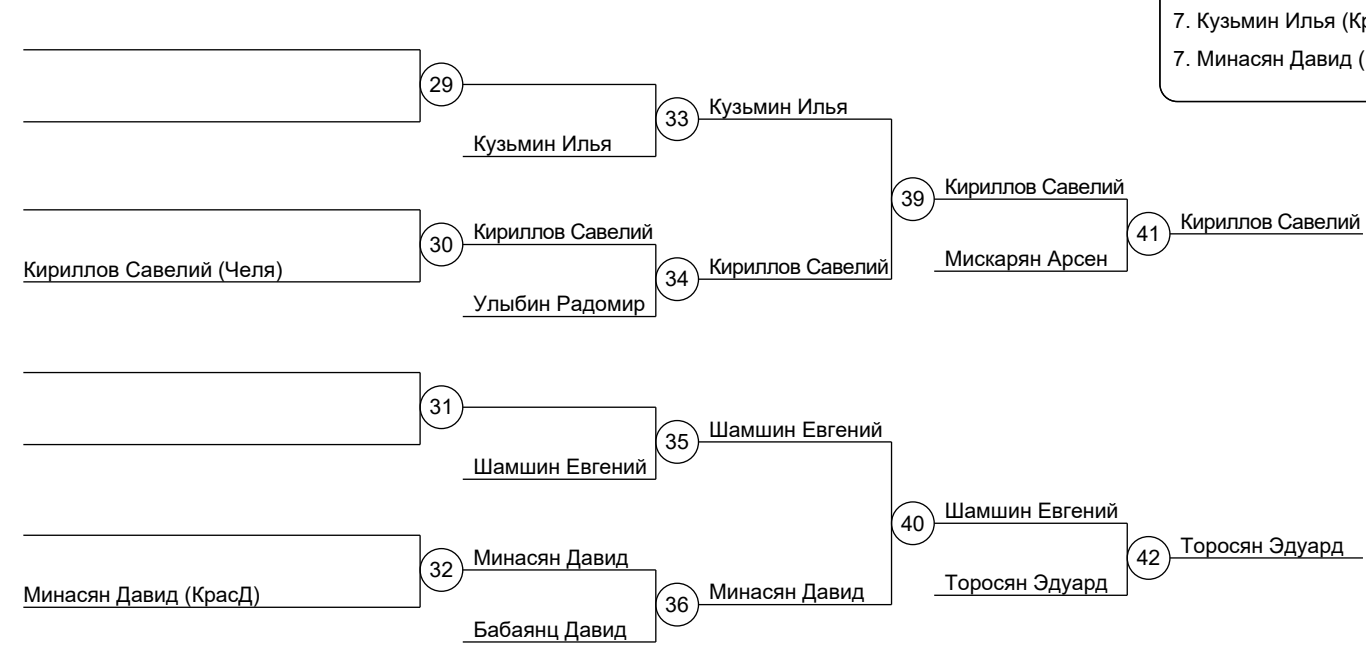 7. Кузьмин Илья (Кр
7. Минасян Давид (
29
33
Кузьмин Илья
Кузьмин Илья
39
Кириллов Савелий
30
Кириллов Савелий
41
Кириллов Савелий
Кириллов Савелий (Челя)
34
Кириллов Савелий
Мискарян Арсен
Улыбин Радомир
31
35
Шамшин Евгений
Шамшин Евгений
40
Шамшин Евгений
32
Минасян Давид
42
Торосян Эдуард
Минасян Давид (КрасД)
36
Минасян Давид
Торосян Эдуард
Бабаянц Давид